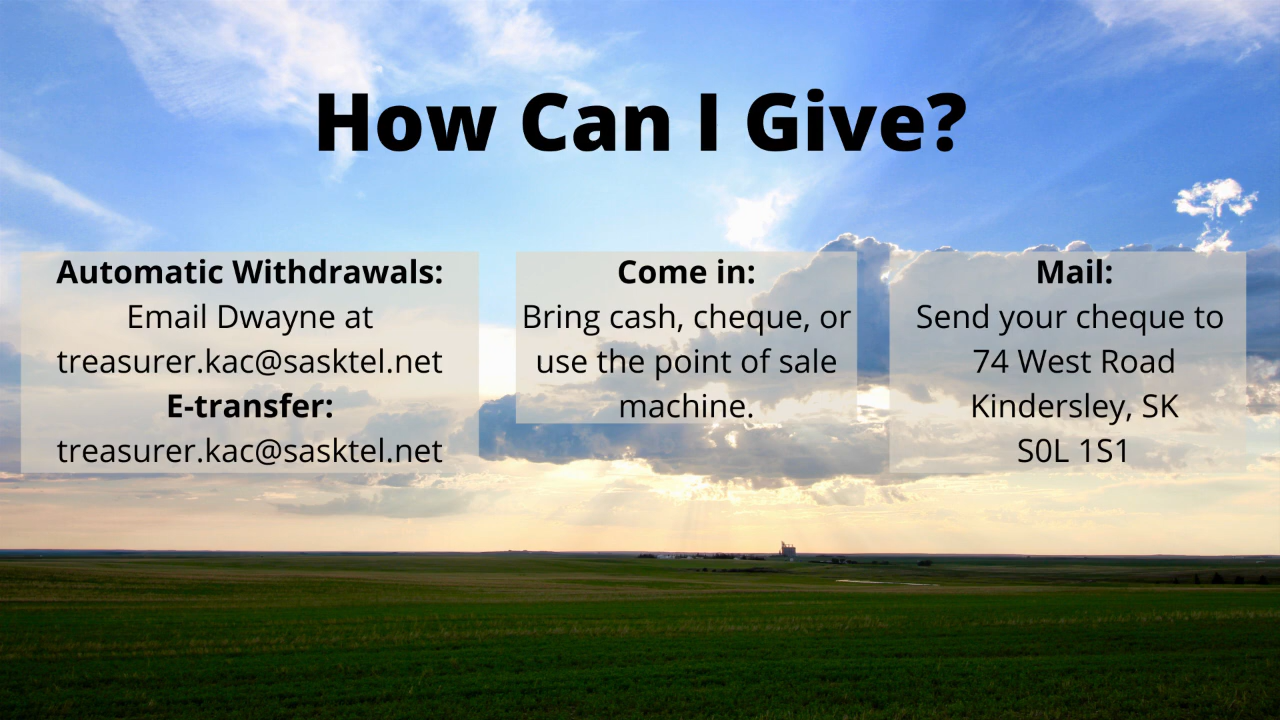 How Can I Give?
Automatic Withdrawals:
Email Dwayne at
treasurer.kac@sasktel.net
E-transfer:
treasurer.kac@sasktel.net
Come in:
Bring cash, cheque, or
use the point of sale
machine.
Mail:
Send your cheque to
74 West Road
Kindersley, SK
S0L 1S1